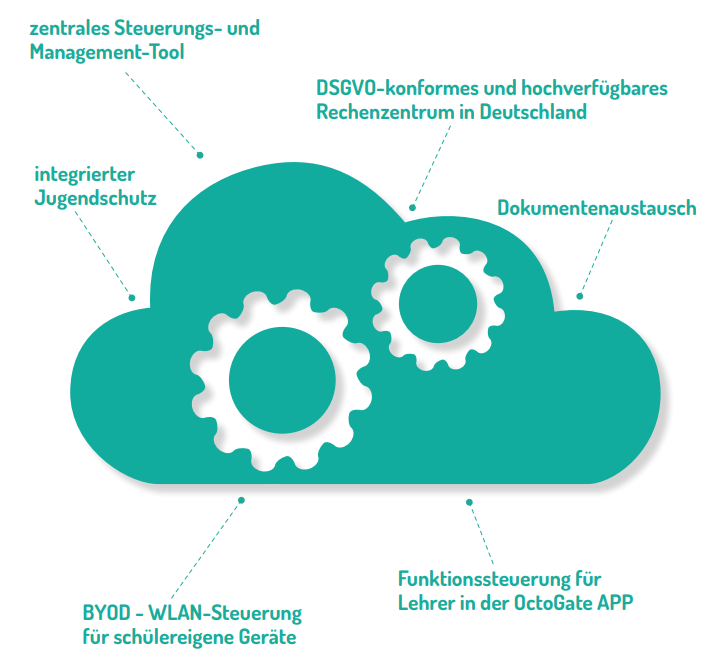 zentrales Steuerungs- und
Management-Tool
DSGVO-konformes und hochverfügbares
Rechenzentrum in Deutschland
integrierter
Jugendschutz
Dokumentenaustausch
BYOD - WLAN-Steuerung
für schülereigene Geräte
Funktionssteuerung für
Lehrer in der OctoGate APP